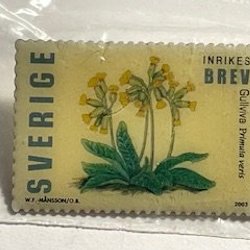 SVERIGE
INRIKES
BREV
Gullviva Primula veris
W.F.-MÅNSSON/O.B.
2003